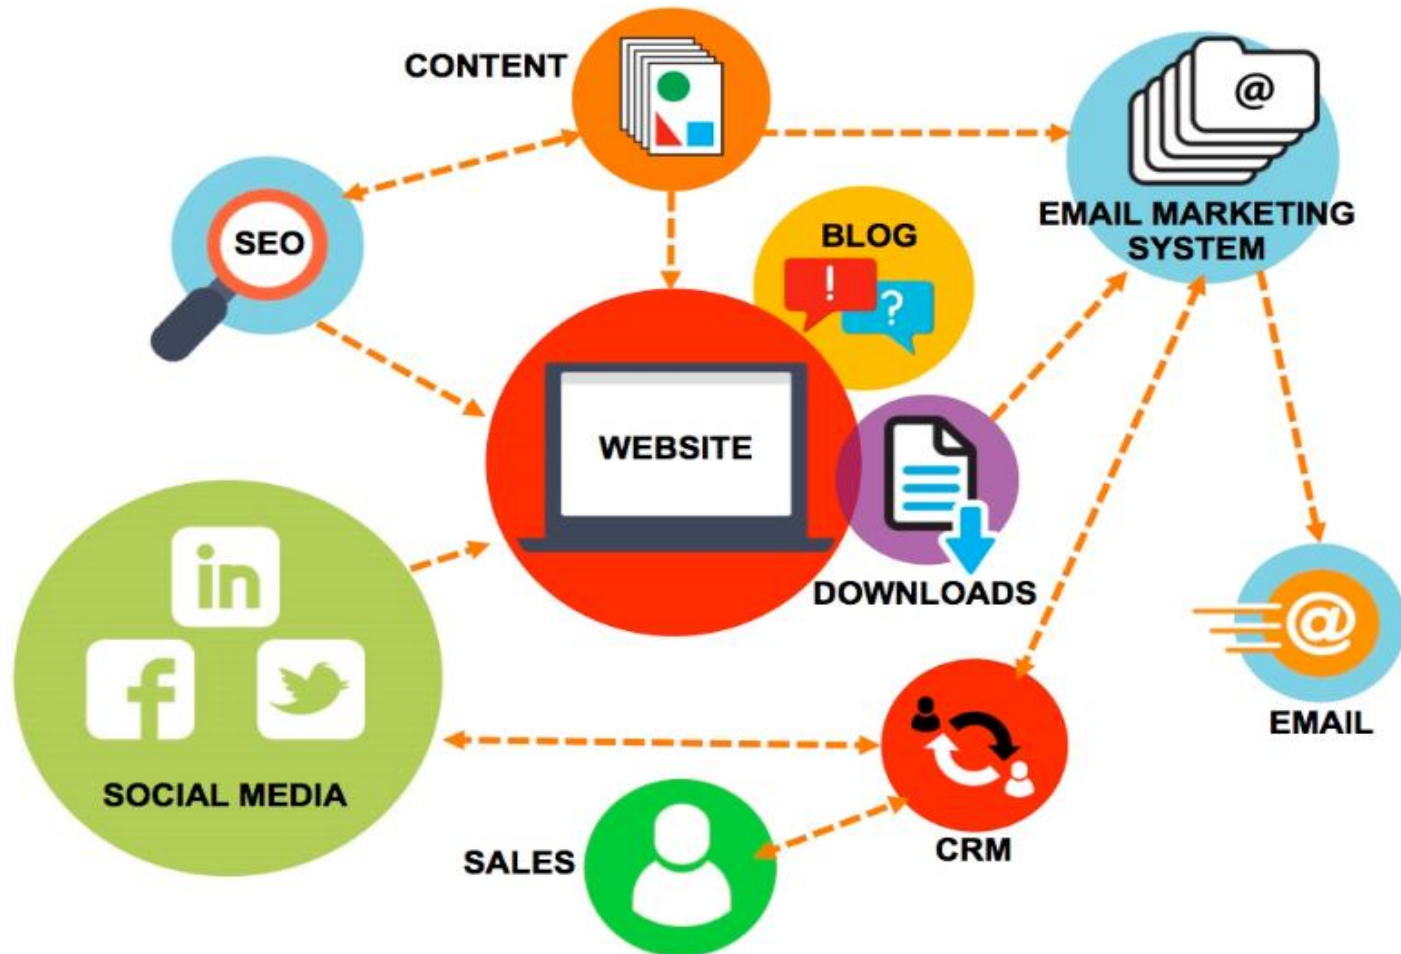 CONTENT
@
EMAIL MARKETING
SYSTEM
SEO
BLOG
!
?
WEBSITE
DOWNLOADS
in
f
SOCIAL MEDIA
@
EMAIL
CRM
SALES